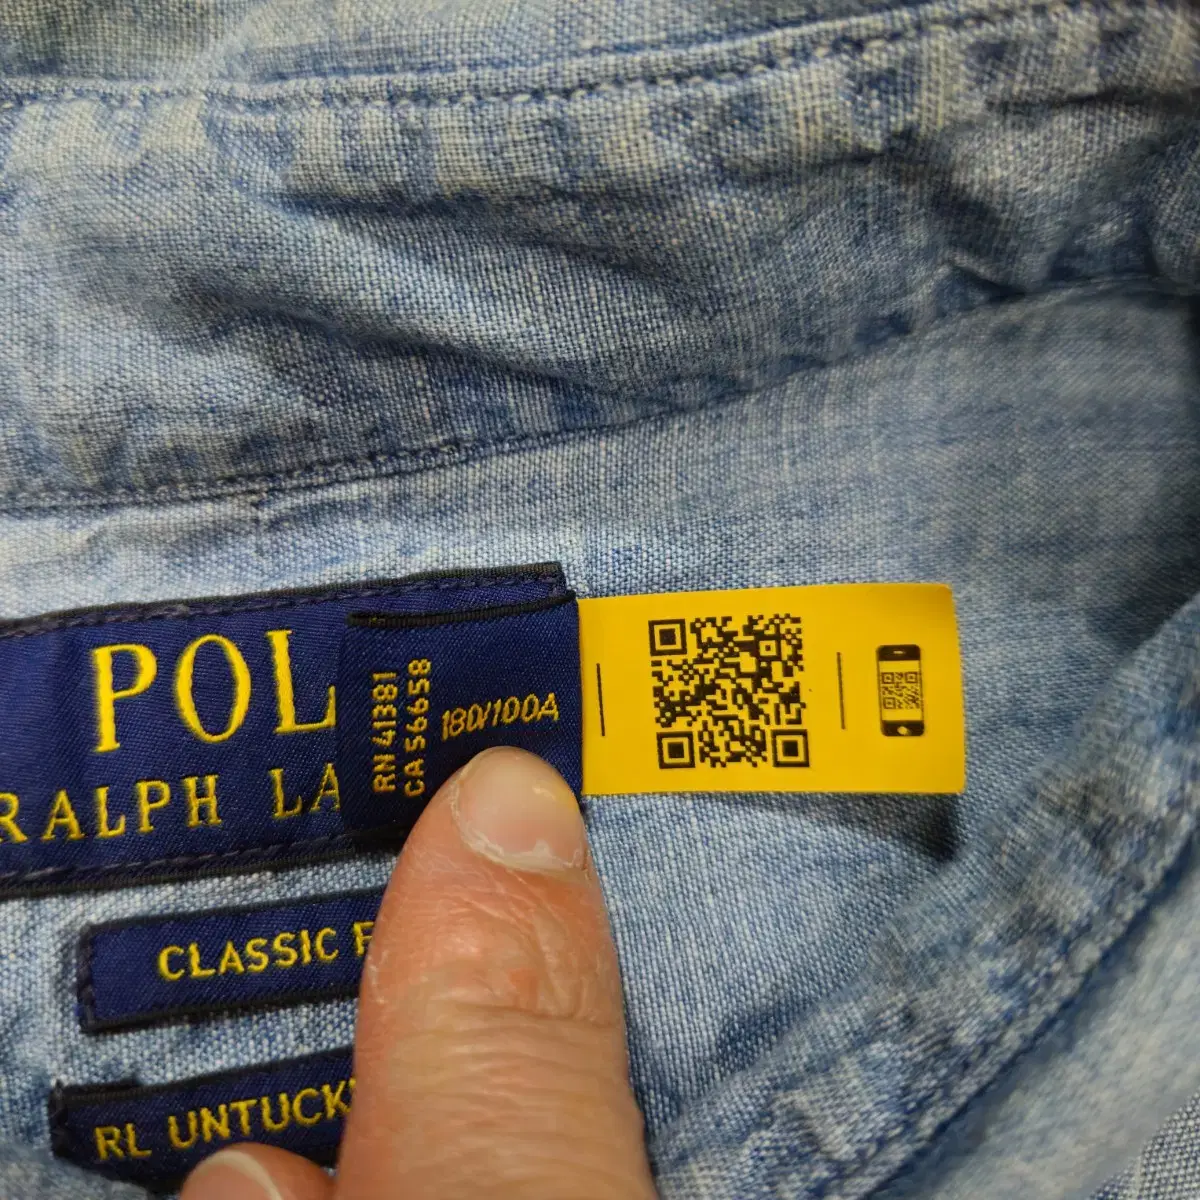 POL
RALPH LA
RN 41381
CA 56658
180/100A
CLASSIC F
RL UNTUCK